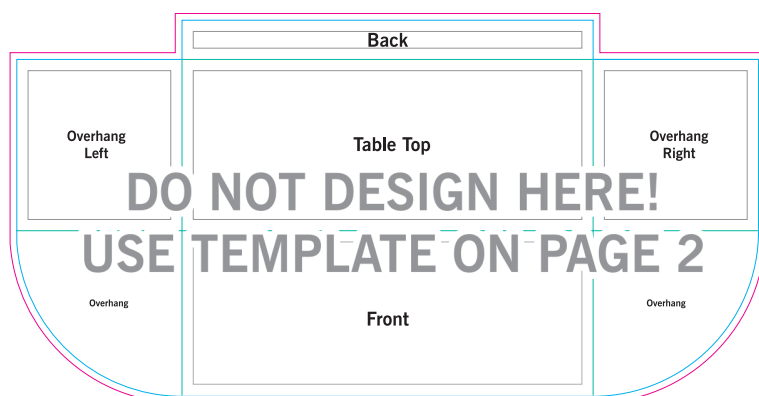 Back
Overhang
Left
Table Top
Overhang
Right
DO NOT DESIGN HERE!
USE TEMPLATE ON PAGE 2
Overhang
Front
Overhang